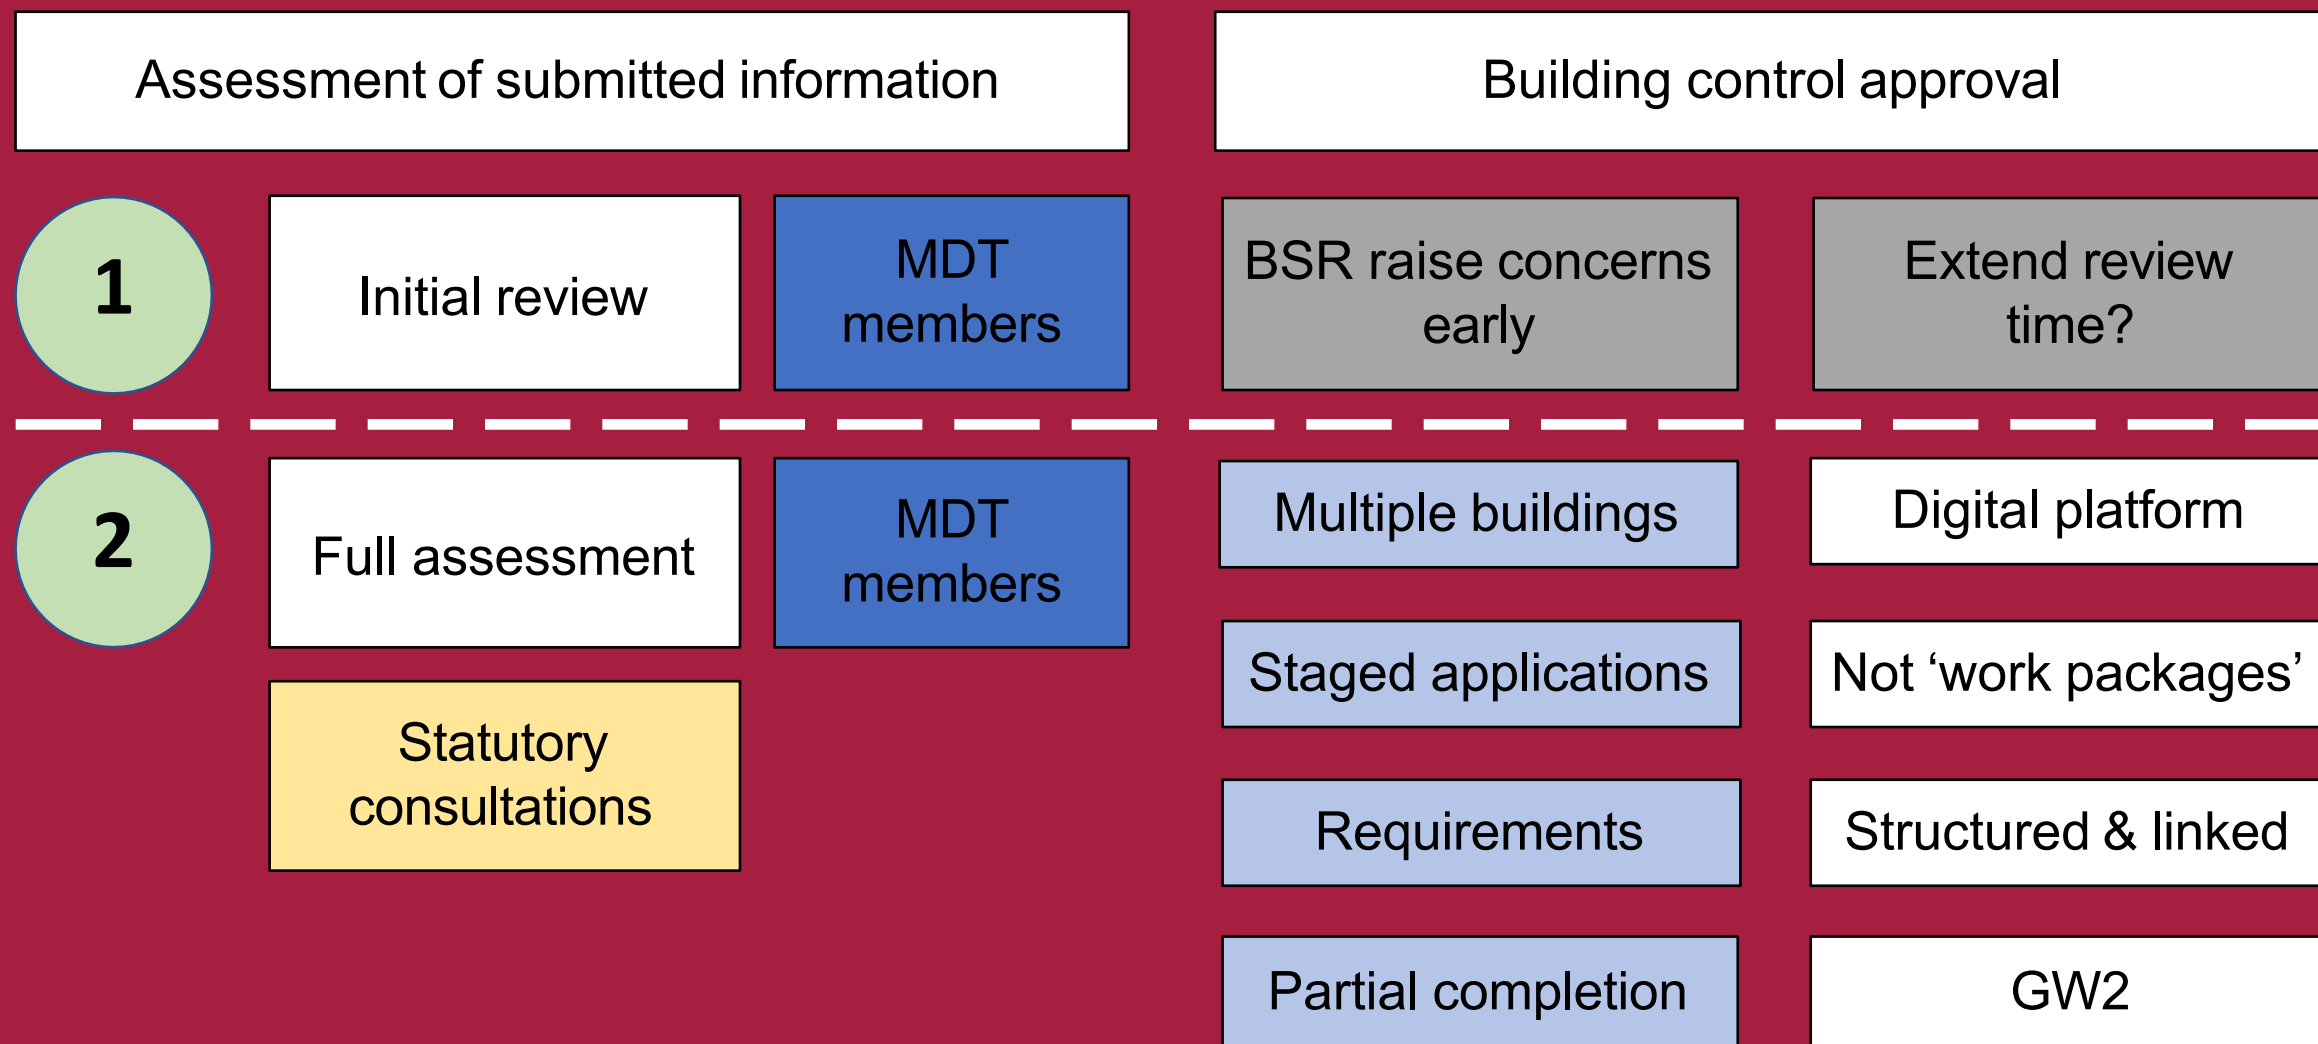 Assessment of submitted information
Building control approval
1
Initial review
MDT
members
BSR raise concerns
early
Extend review
time?
2
Full assessment
MDT
members
Multiple buildings
Digital platform
Statutory
consultations
Staged applications
Not ‘work packages’
Requirements
Structured & linked
Partial completion
GW2